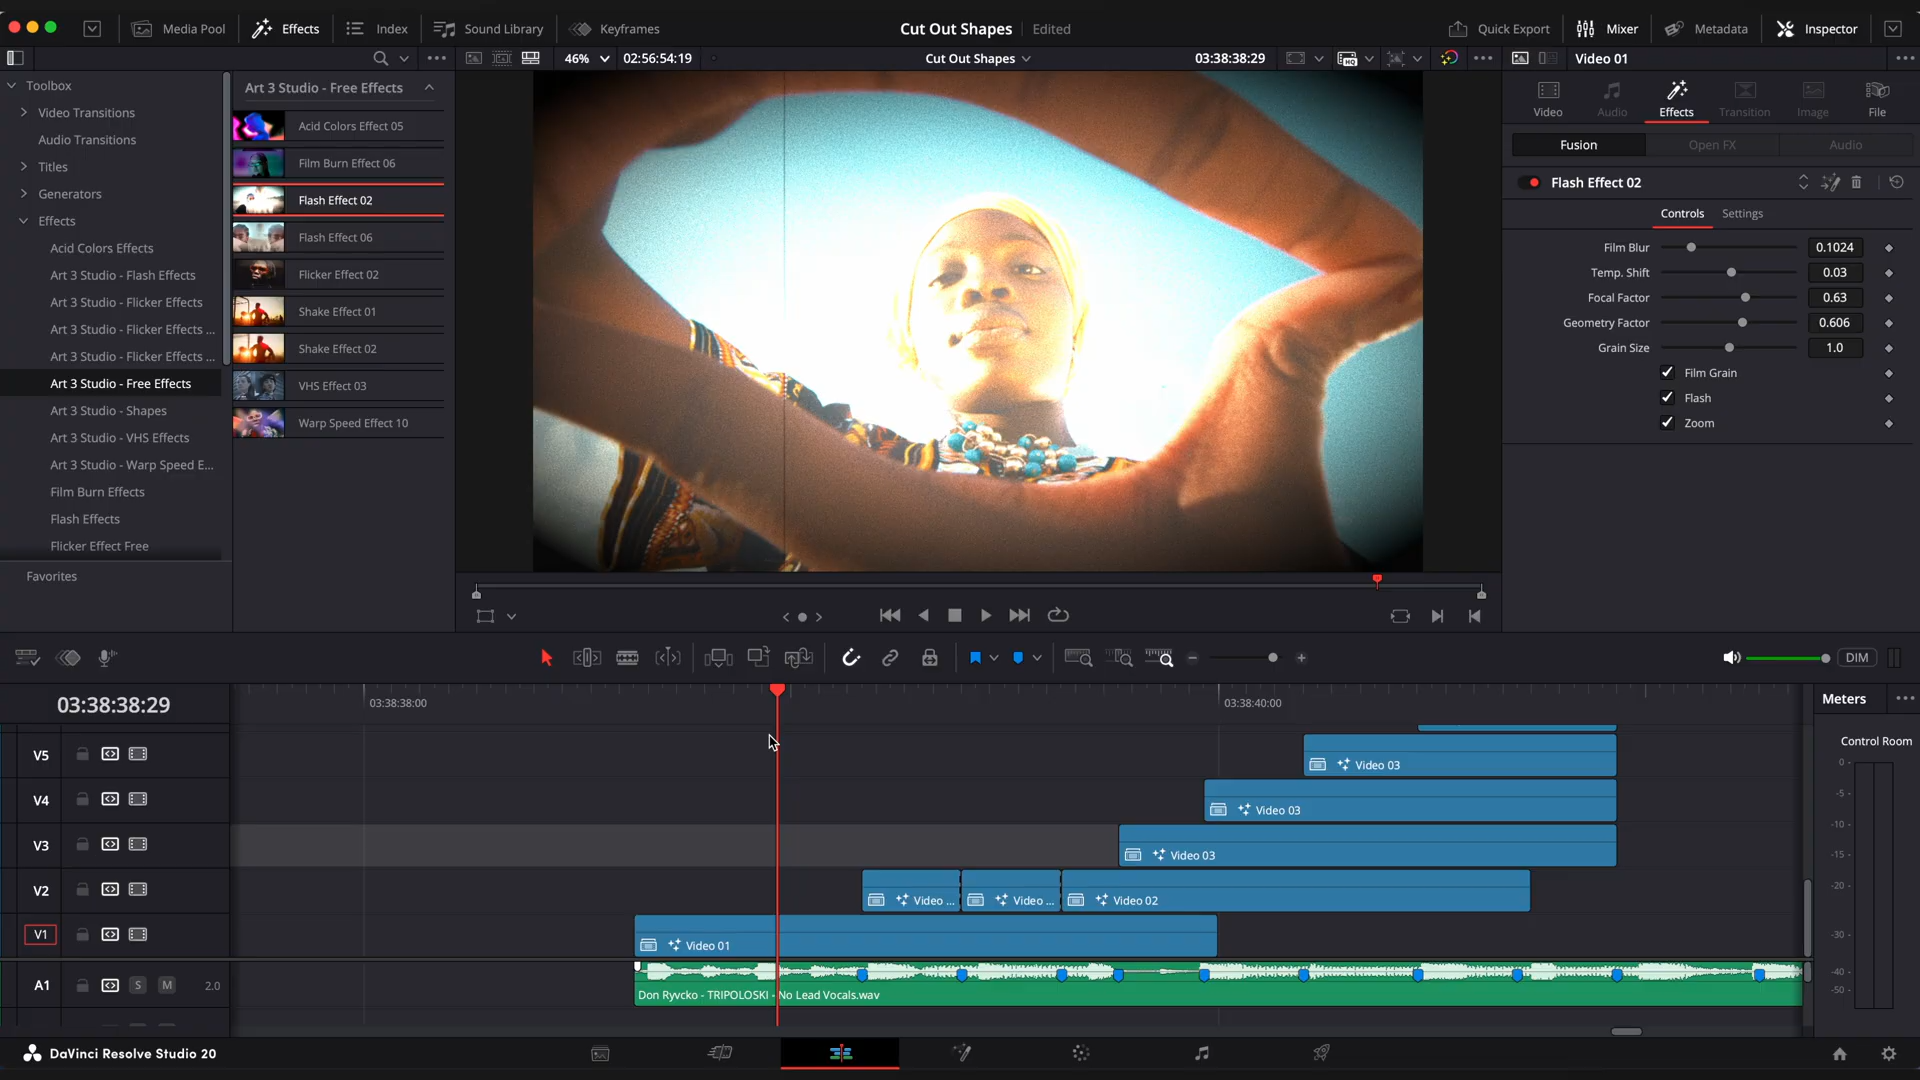 Media Pool
Effects
Index
Sound Library
Keyframes
Cut Out Shapes
Edited
Quick Export
Mixer
Metadata
Inspector
46%
02:56:54:19
Cut Out Shapes
03:38:38:29
Video 01
Toolbox
Video Transitions
Audio Transitions
Titles
Generators
Effects
Acid Colors Effects
Art 3 Studio - Flash Effects
Art 3 Studio - Flicker Effects
Art 3 Studio - Flicker Effects ...
Art 3 Studio - Flicker Effects ...
Art 3 Studio - Free Effects
Art 3 Studio - Shapes
Art 3 Studio - VHS Effects
Art 3 Studio - Warp Speed E...
Film Burn Effects
Flash Effects
Flicker Effect Free
Favorites
Art 3 Studio - Free Effects
Acid Colors Effect 05
Film Burn Effect 06
Flash Effect 02
Flash Effect 06
Flicker Effect 02
Shake Effect 01
Shake Effect 02
VHS Effect 03
Warp Speed Effect 10
Video
Audio
Effects
Transition
Image
File
Fusion
Open FX
Audio
Flash Effect 02
Controls
Settings
Film Blur 0.1024
Temp. Shift 0.03
Focal Factor 0.63
Geometry Factor 0.606
Grain Size 1.0
Film Grain
Flash
Zoom
DIM
03:38:38:29
03:38:38:00
03:38:40:00
Meters
Control Room
V5
Video 03
V4
Video 03
V3
Video 03
V2
Video ...
Video ...
Video 02
V1
Video 01
A1
S
M
2.0
Don Ryvcko - TRIPOLOSKI - No Lead Vocals.wav
0
-5
-10
-15
-20
-30
-40
-50
DaVinci Resolve Studio 20